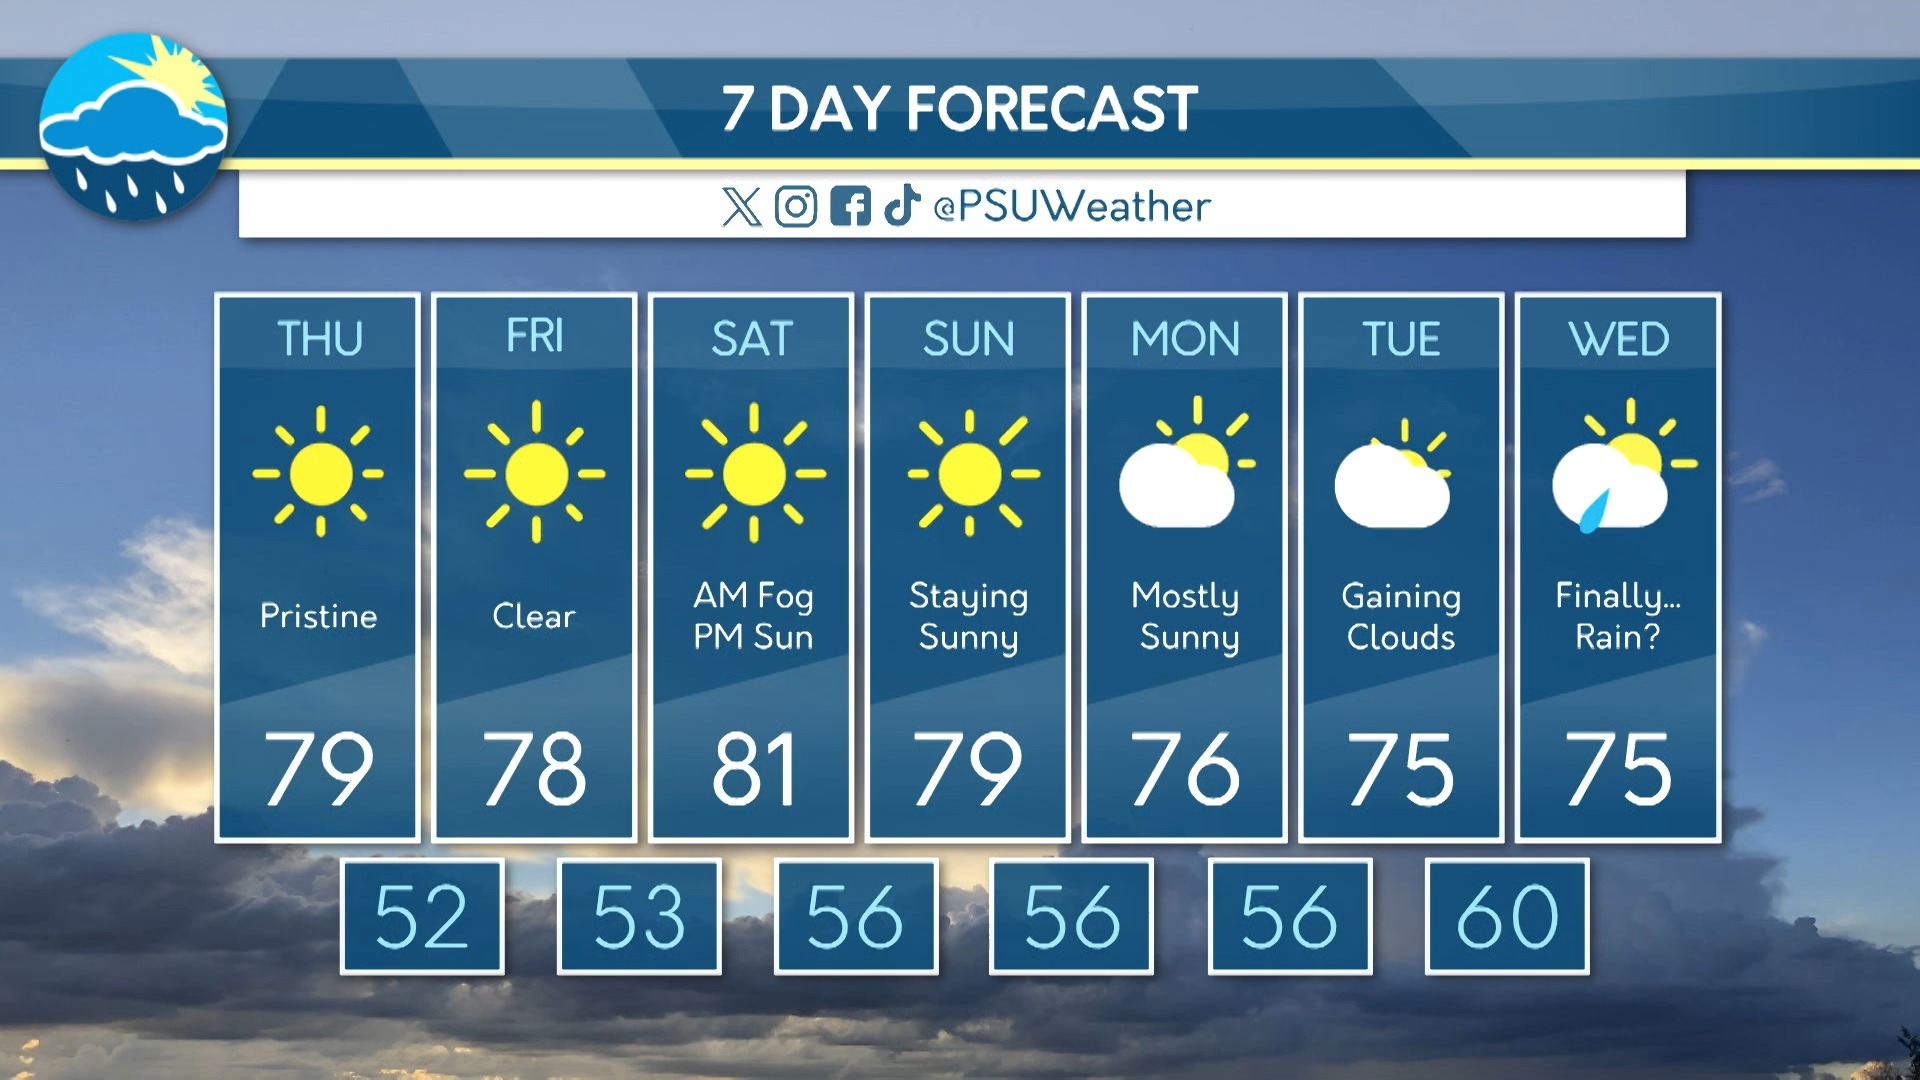 7 DAY FORECAST
@PSUWeather
THU
FRI
SAT
SUN
MON
TUE
WED
Pristine
Clear
AM Fog
PM Sun
Staying
Sunny
Mostly
Sunny
Gaining
Clouds
Finally...
Rain?
79
78
81
79
76
75
75
52
53
56
56
56
60